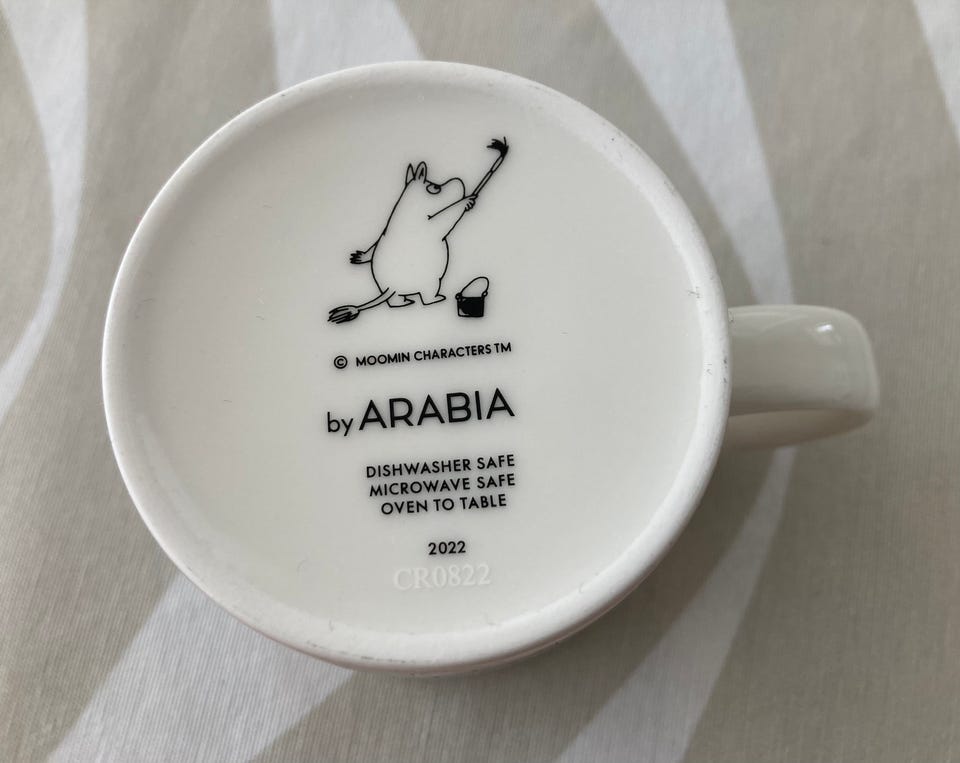 © MOOMIN CHARACTERS TM
by ARABIA
DISHWASHER SAFE
MICROWAVE SAFE
OVEN TO TABLE
2022
CR0822